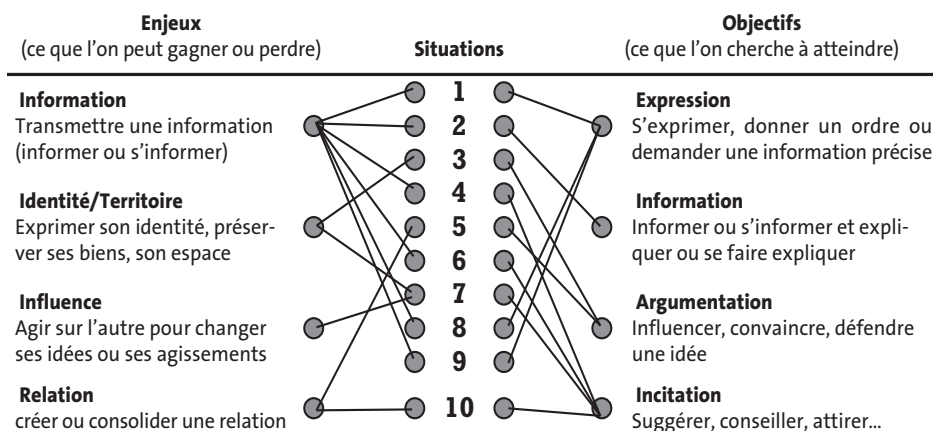 Enjeux
(ce que l'on peut gagner ou perdre)
Situations
Objectifs
(ce que l'on cherche à atteindre)
Information
Transmettre une information
(informer ou s'informer)
Identité/Territoire
Exprimer son identité, préser-
ver ses biens, son espace
Influence
Agir sur l'autre pour changer
ses idées ou ses agissements
Relation
créer ou consolider une relation
1
2
3
4
5
6
7
8
9
10
Expression
S'exprimer, donner un ordre ou
demander une information précise
Information
Informer ou s'informer et expli-
quer ou se faire expliquer
Argumentation
Influencer, convaincre, défendre
une idée
Incitation
Suggérer, conseiller, attirer...